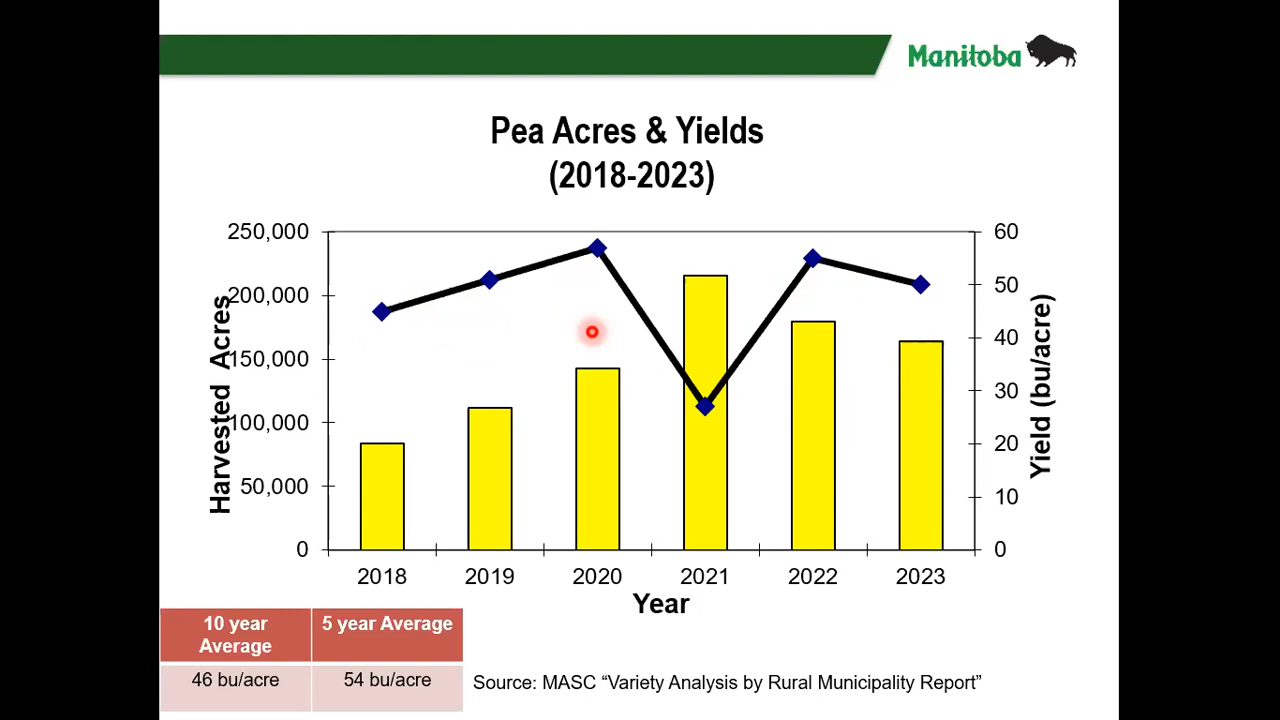 Manitoba
Pea Acres & Yields
(2018-2023)
250,000
200,000
150,000
100,000
50,000
0
Harvested Acres
60
50
40
30
20
10
0
Yield (bu/acre)
2018 2019 2020 2021 2022 2023
Year
10 year
Average
5 year Average
46 bu/acre
54 bu/acre
Source: MASC “Variety Analysis by Rural Municipality Report”